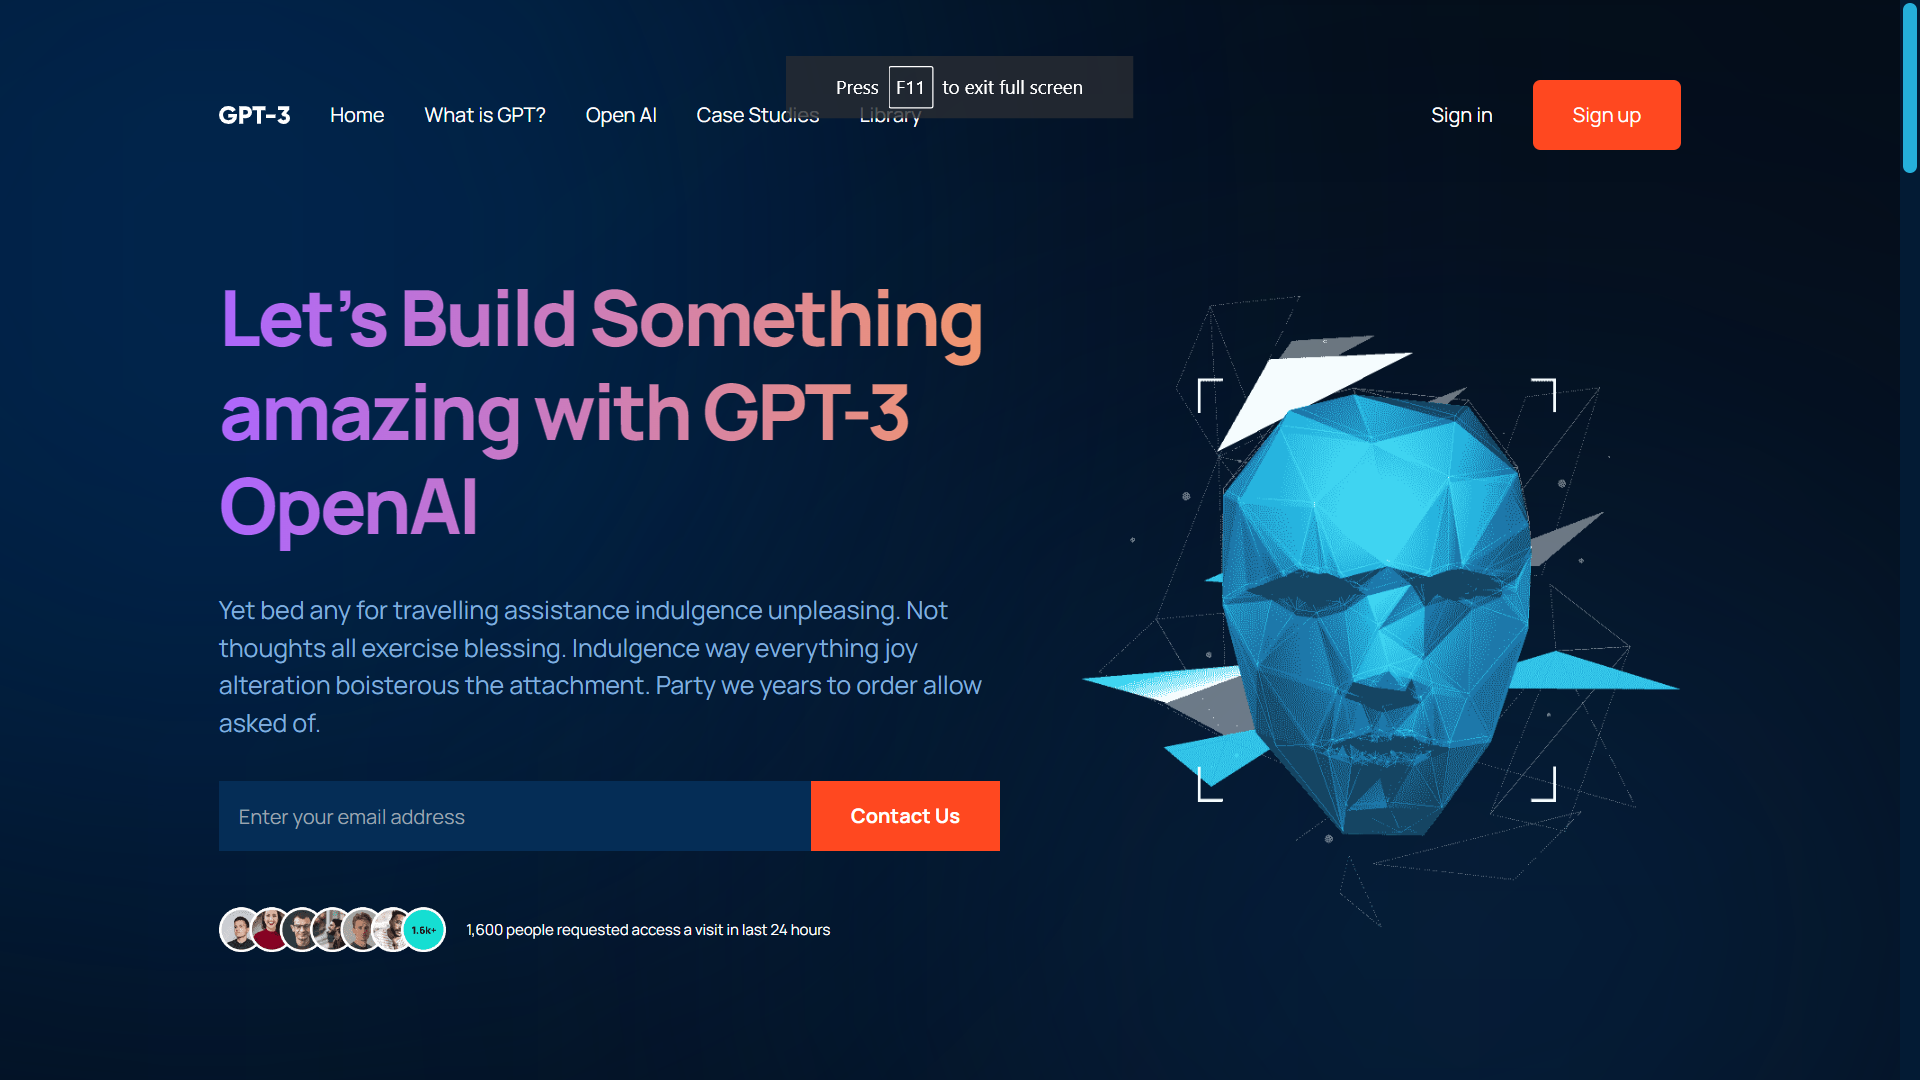 Press F11 to exit full screen
GPT-3 Home What is GPT? Open AI Case Studies Library Sign in Sign up
Let’s Build Something
amazing with GPT-3
OpenAI
Yet bed any for travelling assistance indulgence unpleasing. Not
thoughts all exercise blessing. Indulgence way everything joy
alteration boisterous the attachment. Party we years to order allow
asked of.
Enter your email address Contact Us
1.6k+ 1,600 people requested access a visit in last 24 hours